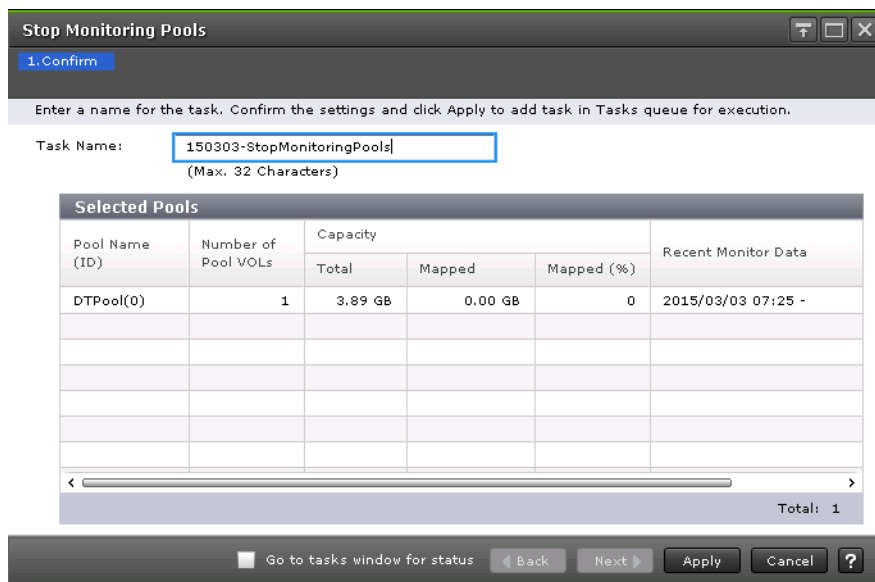 Stop Monitoring Pools
1.Confirm
Enter a name for the task. Confirm the settings and click Apply to add task in Tasks queue for execution.
Task Name: 150303-StopMonitoringPools
(Max. 32 Characters)
Selected Pools
Pool Name (ID) Number of Pool VOLs Capacity Recent Monitor Data
Total Mapped Mapped (%)
DTPool(0) 1 3.89 GB 0.00 GB 0 2015/03/03 07:25 -
Total: 1
Go to tasks window for status Back Next Apply Cancel ?